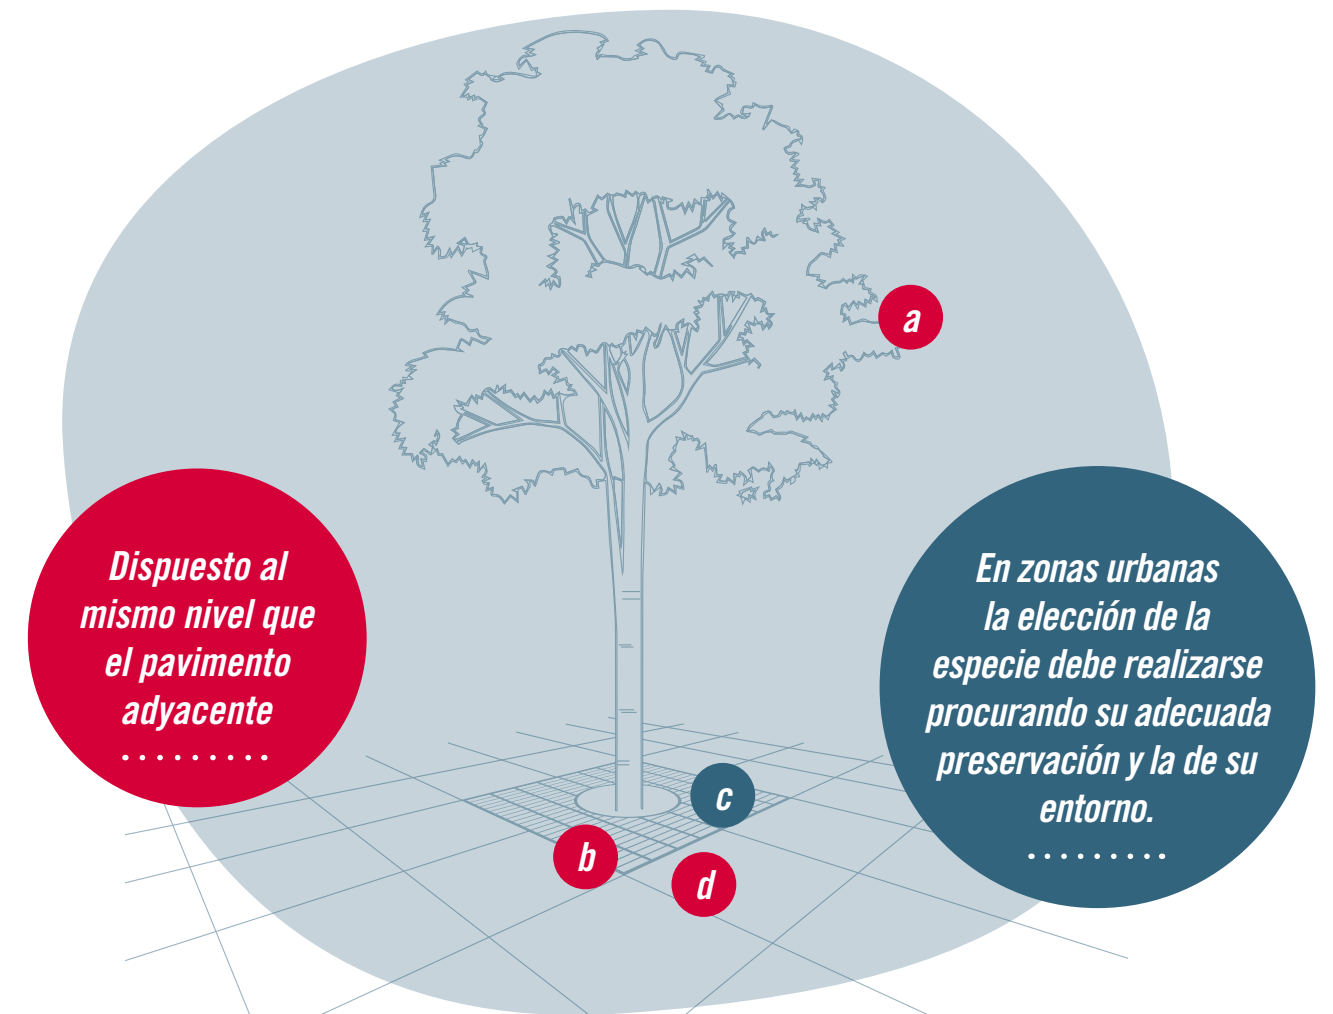 a
Dispuesto al
mismo nivel que
el pavimento
adyacente
.........
En zonas urbanas
la elección de la
especie debe realizarse
procurando su adecuada
preservación y la de su
entorno.
.........
c
b
d